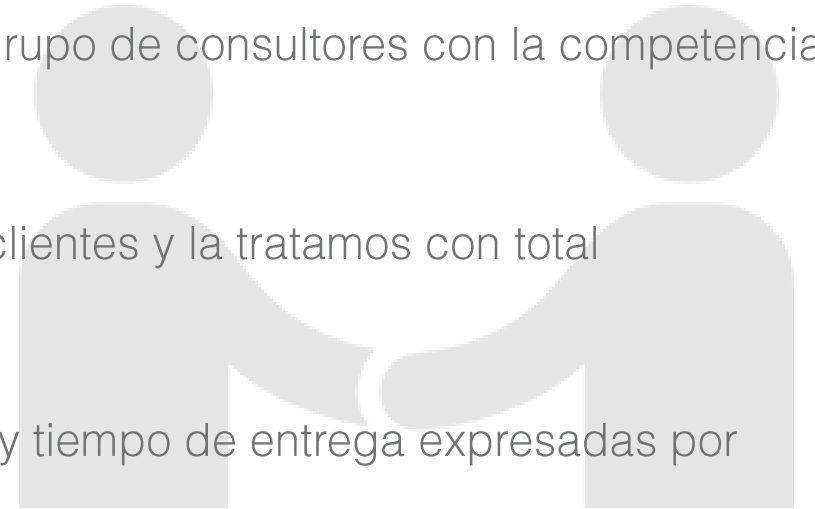 rupo de consultores con la competencia
clientes y la tratamos con total
y tiempo de entrega expresadas por